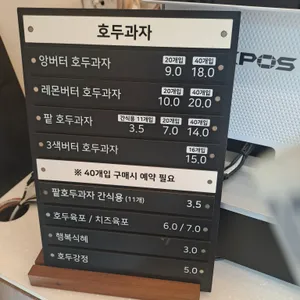 호두과자
20개입 40개입
앙버터 호두과자 9.0 18.0
20개입 40개입
레몬버터 호두과자 10.0 20.0
간식용 11개입 20개입 40개입
팥 호두과자 3.5 7.0 14.0
16개입
3색버터 호두과자 15.0
※ 40개입 구매시 예약 필요
팥호두과자 간식용 (11개) 3.5
호두육포 / 치즈육포 6.0 / 7.0
행복식혜 3.0
호두강정 5.0
POS